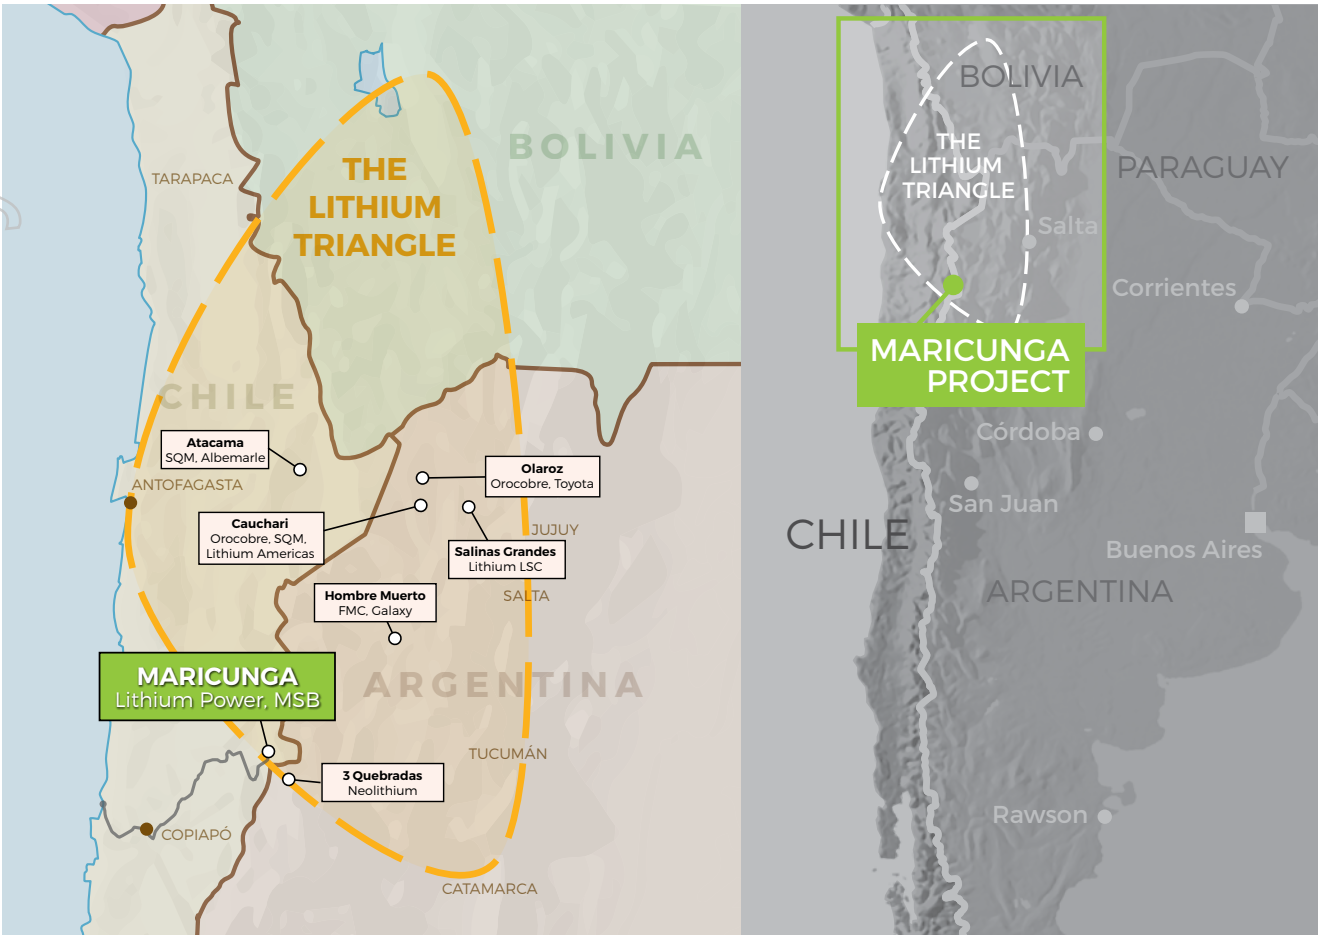 TARAPACA
THE
LITHIUM
TRIANGLE
BOLIVIA
CHILE
Atacama
SQM, Albemarle
ANTOFAGASTA
Cauchari
Orocobre, SQM,
Lithium Americas
Olaroz
Orocobre, Toyota
JUJUY
Salinas Grandes
Lithium LSC
SALTA
Hombre Muerto
FMC, Galaxy
ARGENTINA
MARICUNGA
Lithium Power, MSB
TUCUMÁN
3 Quebradas
Neolithium
COPIAPÓ
CATAMARCA
BOLIVIA
THE
LITHIUM
TRIANGLE
PARAGUAY
Salta
Corrientes
MARICUNGA
PROJECT
Córdoba
San Juan
CHILE
Buenos Aires
ARGENTINA
Rawson